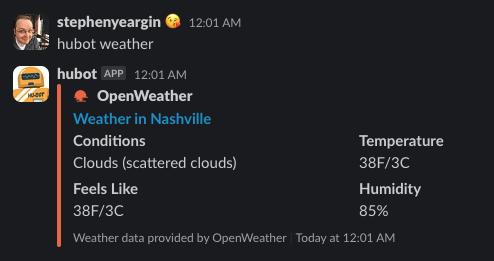 stephenyeargin 😘 12:01 AM
hubot weather
hubot APP 12:01 AM
OpenWeather
Weather in Nashville
Conditions Temperature
Clouds (scattered clouds) 38F/3C
Feels Like Humidity
38F/3C 85%
Weather data provided by OpenWeather | Today at 12:01 AM